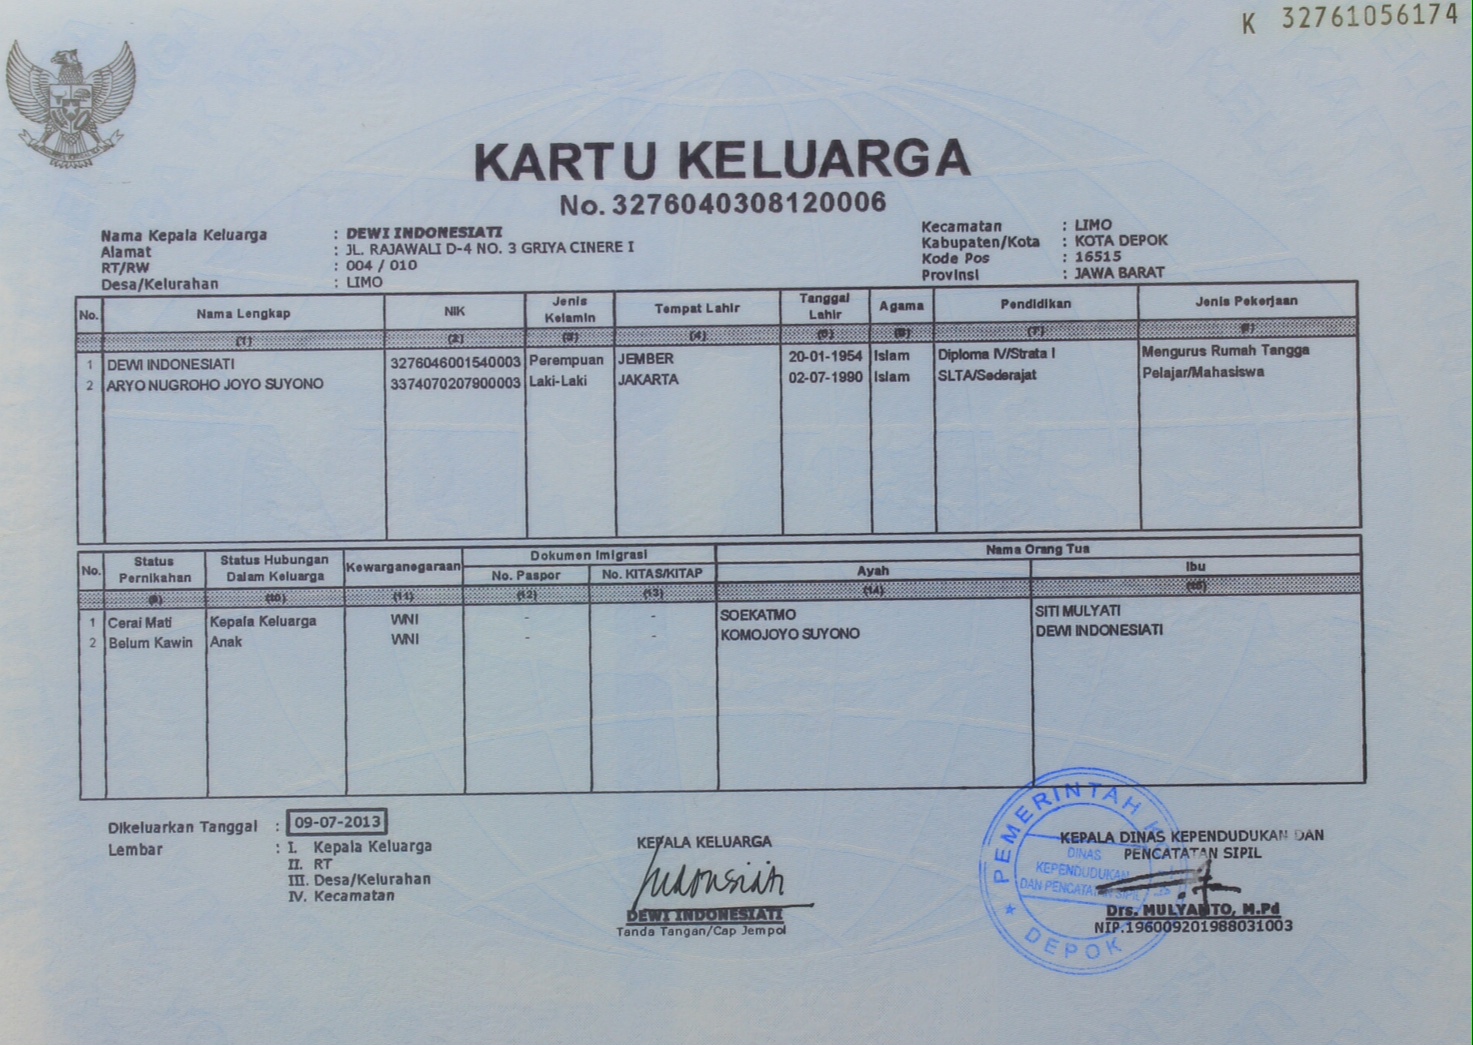 K 32761056174
KARTU KELUARGA
No. 3276040308120006
Nama Kepala Keluarga : DEWI INDONESIATI
Alamat : JL. RAJAWALI D-4 NO. 3 GRIYA CINERE I
RT/RW : 004 / 010
Desa/Kelurahan : LIMO
Kecamatan : LIMO
Kabupaten/Kota : KOTA DEPOK
Kode Pos : 16515
Provinsi : JAWA BARAT
No. Nama Lengkap NIK Jenis Kelamin Tempat Lahir Tanggal Lahir Agama Pendidikan Jenis Pekerjaan
(1) (2) (3) (4) (5) (6) (7) (8)
1 DEWI INDONESIATI 3276046001540003 Perempuan JEMBER 20-01-1954 Islam Diploma IV/Strata I Mengurus Rumah Tangga
2 ARYO NUGROHO JOYO SUYONO 3374070207900003 Laki-Laki JAKARTA 02-07-1990 Islam SLTA/Sederajat Pelajar/Mahasiswa
No. Status Pernikahan Status Hubungan Dalam Keluarga Kewarganegaraan Dokumen Imigrasi Nama Orang Tua
No. Paspor No. KITAS/KITAP Ayah Ibu
(9) (10) (11) (12) (13) (14) (15)
1 Cerai Mati Kepala Keluarga WNI - - SOEKATMO SITI MULYATI
2 Belum Kawin Anak WNI - - KOMOJOYO SUYONO DEWI INDONESIATI
Dikeluarkan Tanggal : 09-07-2013
Lembar : I. Kepala Keluarga
II. RT
III. Desa/Kelurahan
IV. Kecamatan
KEPALA KELUARGA
Indonesiati
DEWI INDONESIATI
Tanda Tangan/Cap Jempol
KEPALA DINAS KEPENDUDUKAN DAN
PENCATATAN SIPIL
Drs. MULYANTO, M.Pd
NIP.196009201988031003
PEMERINTAH
DINAS
KEPENDUDUKAN
DAN PENCATATAN SIPIL
DEPOK